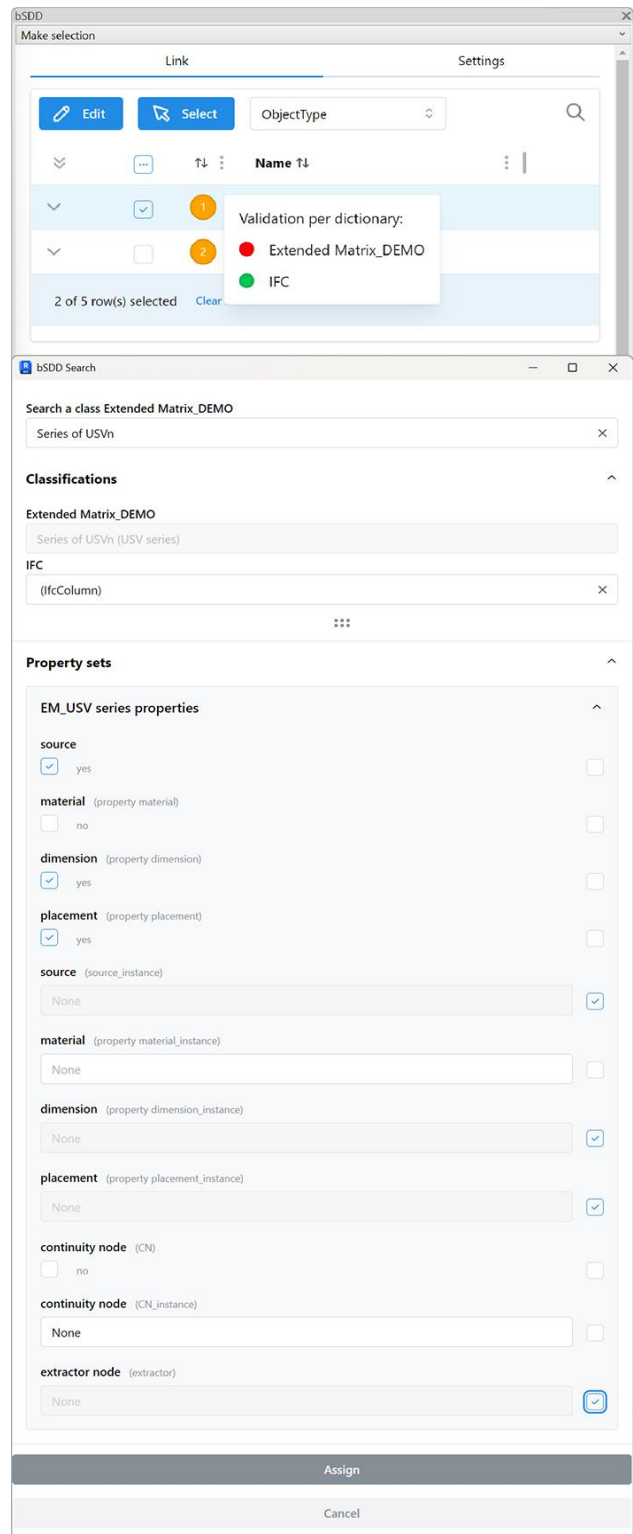 bSDD
Make selection
Link Settings
Edit Select ObjectType
Name
1
Validation per dictionary:
Extended Matrix_DEMO
2
IFC
2 of 5 row(s) selected Clear
bSDD Search
Search a class Extended Matrix_DEMO
Series of USVn
Classifications
Extended Matrix_DEMO
Series of USVn (USV series)
IFC
(IfcColumn)
Property sets
EM_USV series properties
source
yes
material (property material)
no
dimension (property dimension)
yes
placement (property placement)
yes
source (source_instance)
None
material (property material_instance)
None
dimension (property dimension_instance)
None
placement (property placement_instance)
None
continuity node (CN)
no
continuity node (CN_instance)
None
extractor node (extractor)
None
Assign
Cancel